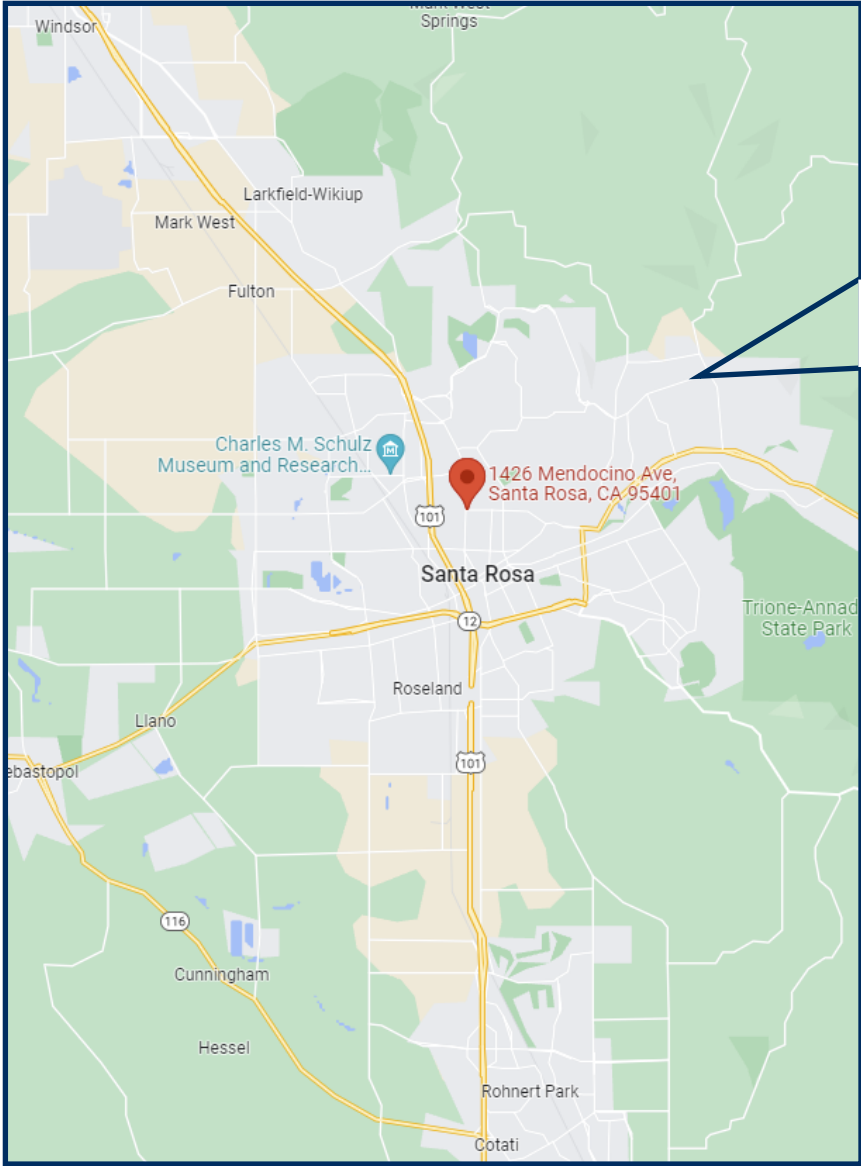 Springs
Windsor
Larkfield-Wikiup
Mark West
Fulton
Charles M. Schulz
Museum and Research...
1426 Mendocino Ave,
Santa Rosa, CA 95401
101
Santa Rosa
12
Trione-Annad
State Park
Roseland
Llano
101
ebastopol
116
Cunningham
Hessel
Rohnert Park
Cotati